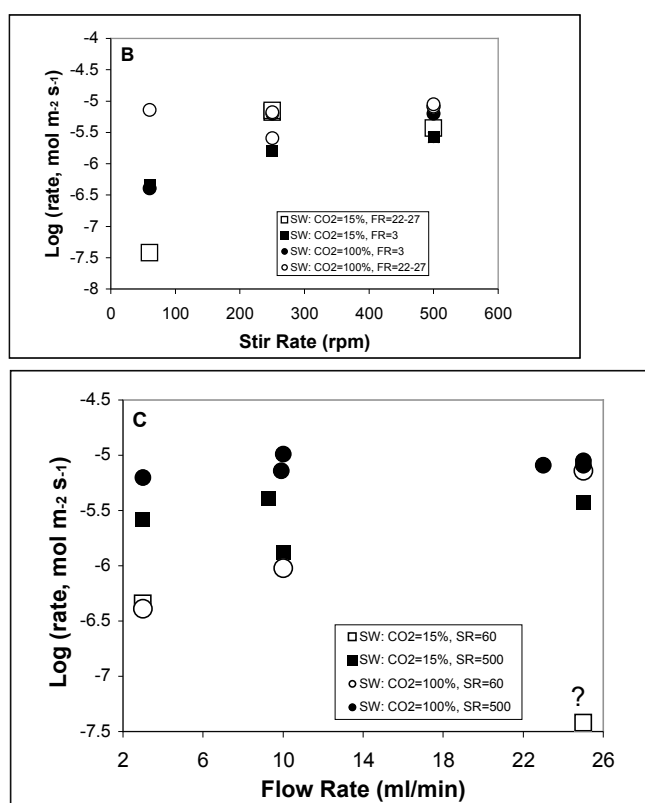 B
-4
-4.5
-5
-5.5
-6
-6.5
-7
-7.5
-8
Log (rate, mol m-2 s-1)
SW: CO2=15%, FR=22-27
SW: CO2=15%, FR=3
SW: CO2=100%, FR=3
SW: CO2=100%, FR=22-27
0 100 200 300 400 500 600
Stir Rate (rpm)
C
-4.5
-5
-5.5
-6
-6.5
-7
-7.5
Log (rate, mol m-2 s-1)
SW: CO2=15%, SR=60
SW: CO2=15%, SR=500
SW: CO2=100%, SR=60
SW: CO2=100%, SR=500
?
2 6 10 14 18 22 26
Flow Rate (ml/min)